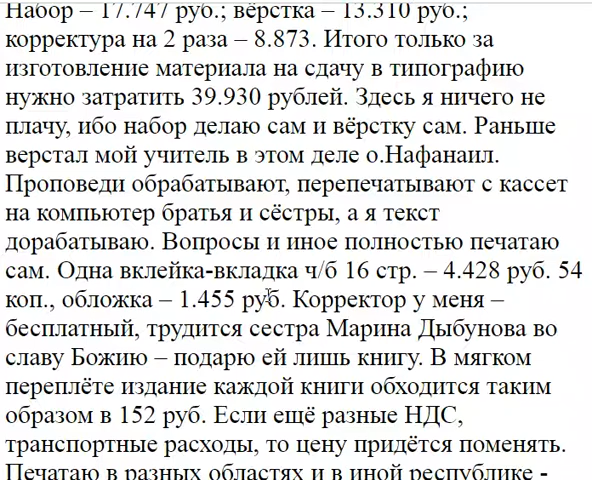 Набор – 17.747 руб.; вёрстка – 13.310 руб.;
корректура на 2 раза – 8.873. Итого только за
изготовление материала на сдачу в типографию
нужно затратить 39.930 рублей. Здесь я ничего не
плачу, ибо набор делаю сам и вёрстку сам. Раньше
верстал мой учитель в этом деле о.Нафанаил.
Проповеди обрабатывают, перепечатывают с кассет
на компьютер братья и сёстры, а я текст
дорабатываю. Вопросы и иное полностью печатаю
сам. Одна вклейка-вкладка ч/б 16 стр. – 4.428 руб. 54
коп., обложка – 1.455 руб. Корректор у меня –
бесплатный, трудится сестра Марина Дыбунова во
славу Божию – подарю ей лишь книгу. В мягком
переплёте издание каждой книги обходится таким
образом в 152 руб. Если ещё разные НДС,
транспортные расходы, то цену придётся поменять.
Печатаю в разных областях и в иной республике -